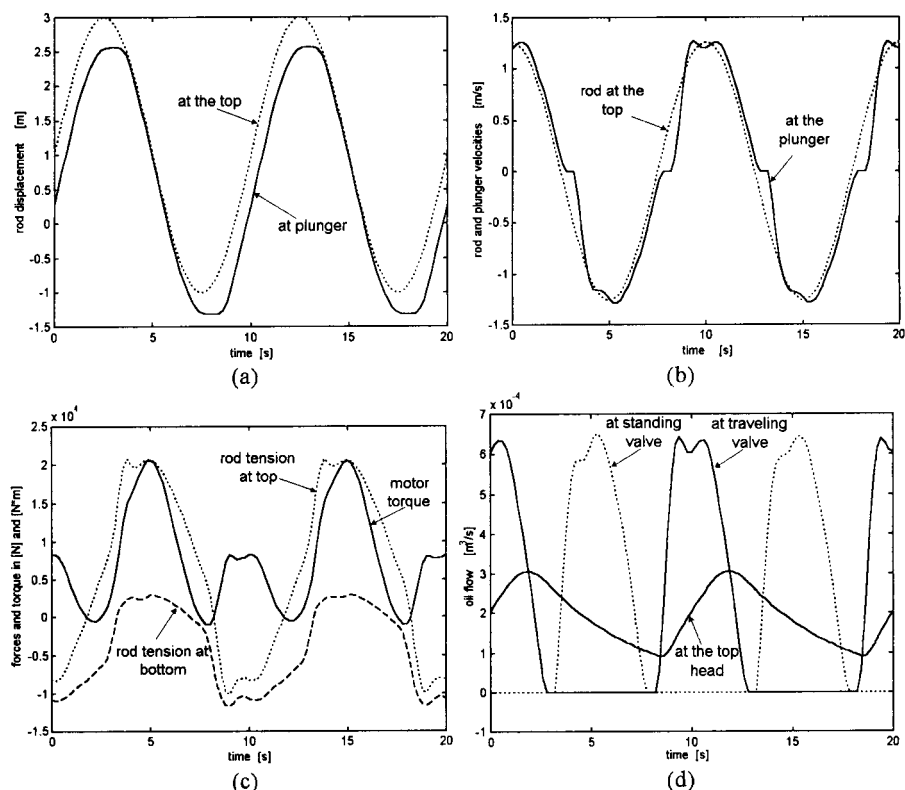 3
2.5
2
1.5
1
0.5
0
-0.5
-1
-1.5
0 5 10 15 20
rod displacement [m]
time [s]
at the top
at plunger
(a)
1.5
1
0.5
0
-0.5
-1
-1.5
0 5 10 15 20
rod and plunger velocities [m/s]
time [s]
rod at the
top
at the
plunger
(b)
x 10^4
2.5
2
1.5
1
0.5
0
-0.5
-1
-1.5
0 5 10 15 20
forces and torque in [N] and [N*m]
time [s]
rod tension
at top
motor
torque
rod tension at
bottom
(c)
x 10^-4
7
6
5
4
3
2
1
0
-1
0 5 10 15 20
oil flow [m^3/s]
time [s]
at standing
valve
at traveling
valve
at the top
head
(d)